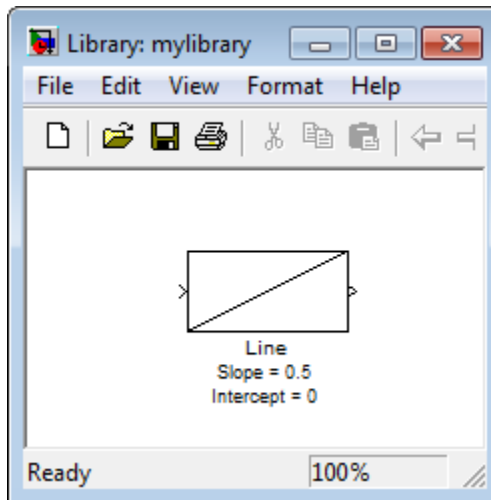 Library: mylibrary
File Edit View Format Help
Line
Slope = 0.5
Intercept = 0
Ready 100%